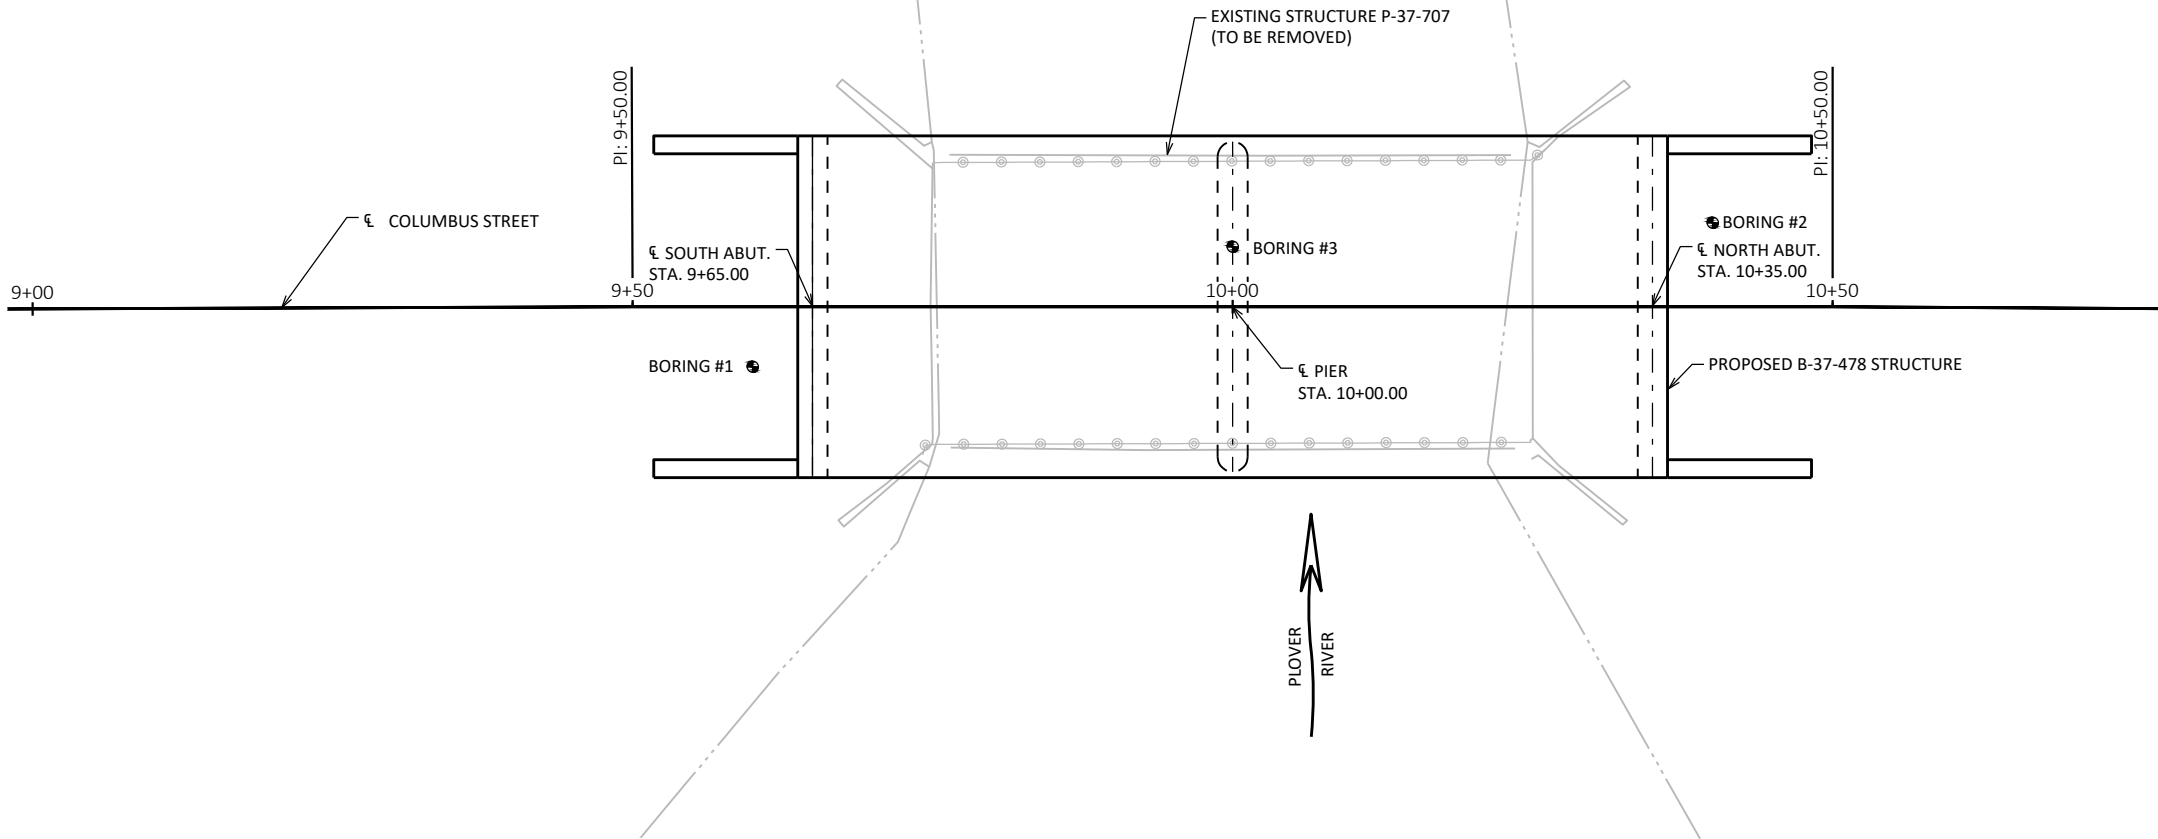 EXISTING STRUCTURE P-37-707
(TO BE REMOVED)
PI: 9+50.00
PI: 10+50.00
℄ COLUMBUS STREET
BORING #2
℄ SOUTH ABUT.
STA. 9+65.00
BORING #3
℄ NORTH ABUT.
STA. 10+35.00
9+00
9+50
10+00
10+50
BORING #1
℄ PIER
STA. 10+00.00
PROPOSED B-37-478 STRUCTURE
PLOVER
RIVER